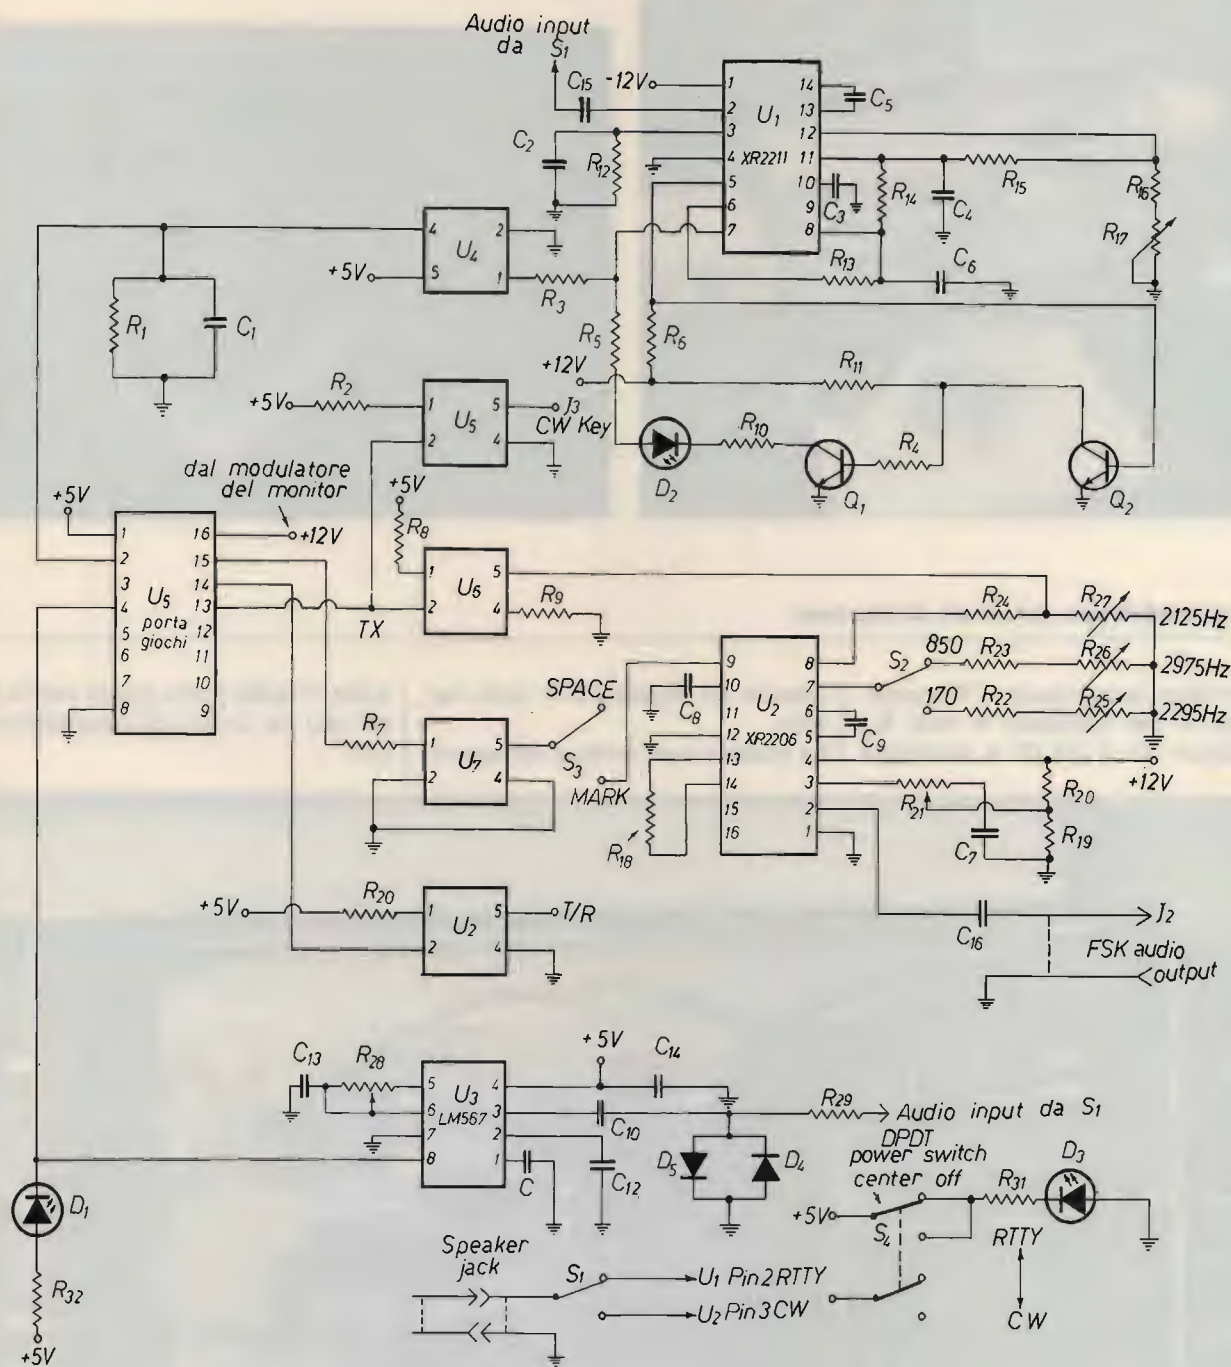 Audio input
da S1
C15
-12V
1
2
3
4
5
6
7
U1
XR2211
14
13
12
11
10
9
8
C5
C2
R12
C3
R14
C4
R15
R16
R17
R13
C6
4
5
U4
2
1
+5V
R3
R1
C1
R5
R6
+12V
R11
+5V
R2
1
2
U5
5
4
J3
CW Key
D2
R10
Q1
R4
Q2
dal modulatore
del monitor
+5V
+12V
1
2
3
4
5
6
7
8
U5
porta
giochi
16
15
14
13
12
11
10
9
TX
+5V
R8
1
2
U6
5
4
R9
R24
R27
2125Hz
S2
850
R23
R26
2975Hz
170
R22
R25
2295Hz
9
10
11
12
13
14
15
16
U2
XR2206
8
7
6
5
4
3
2
1
C8
C9
SPACE
S3
MARK
R7
1
2
U7
5
4
R18
R21
R20
+12V
C7
R19
+5V
R20
1
2
U2
5
4
T/R
C16
J2
FSK audio
output
C13
R28
5
6
7
8
U3
LM567
4
3
2
1
+5V
C14
C10
C
C12
R29
Audio input da S1
D5
D4
DPDT
power switch
center off
+5V
S4
R31
D3
RTTY
CW
D1
R32
+5V
Speaker
jack
S1
U1 Pin2 RTTY
U2 Pin3 CW